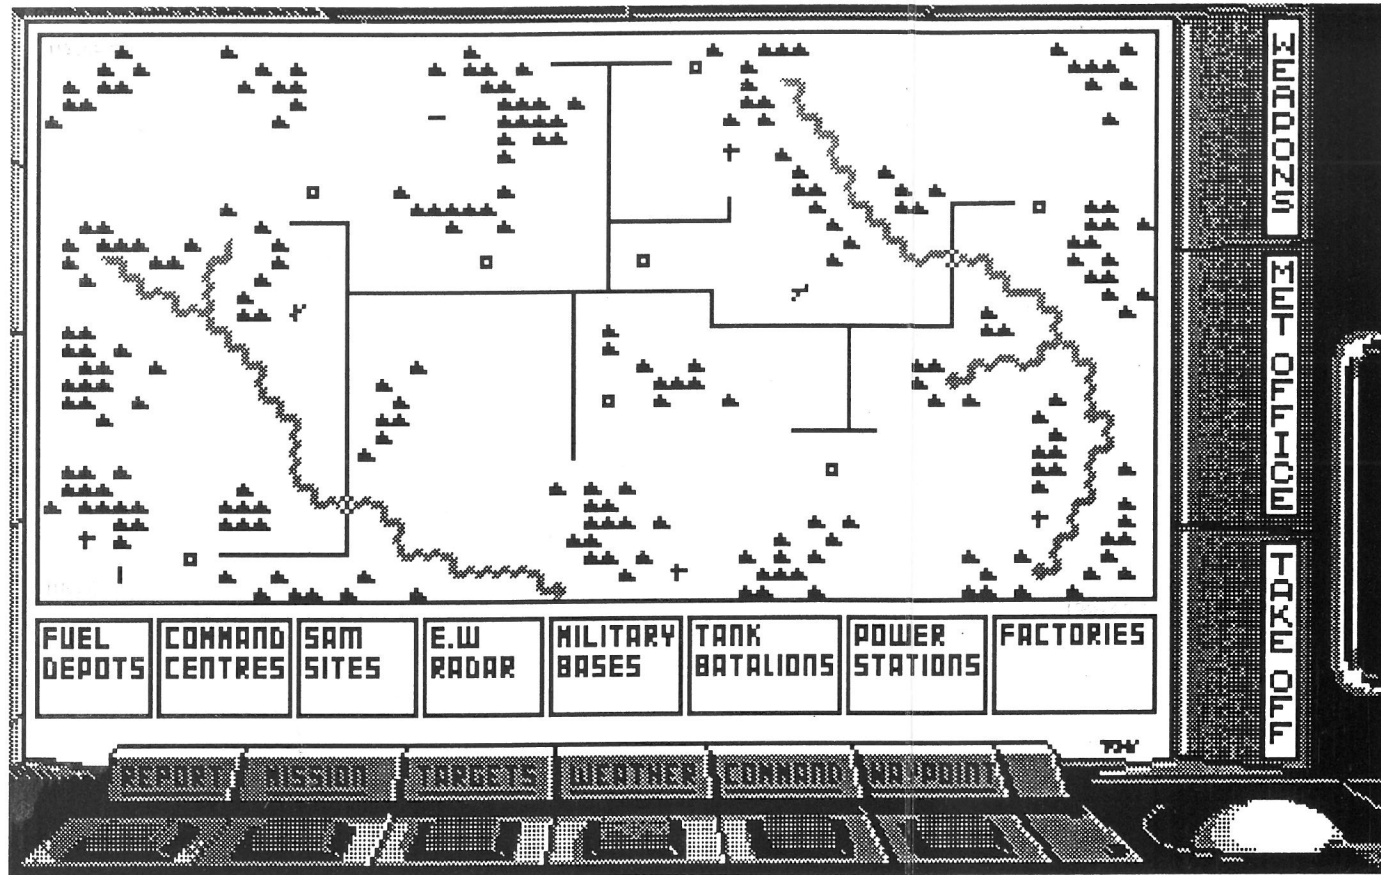 FUEL
DEPOTS
COMMAND
CENTRES
SAM
SITES
E.W
RADAR
MILITARY
BASES
TANK
BATALIONS
POWER
STATIONS
FACTORIES
REPORT
MISSION
TARGETS
WEATHER
COMMAND
WAYPOINT
WEAPONS
MET OFFICE
TAKE OFF